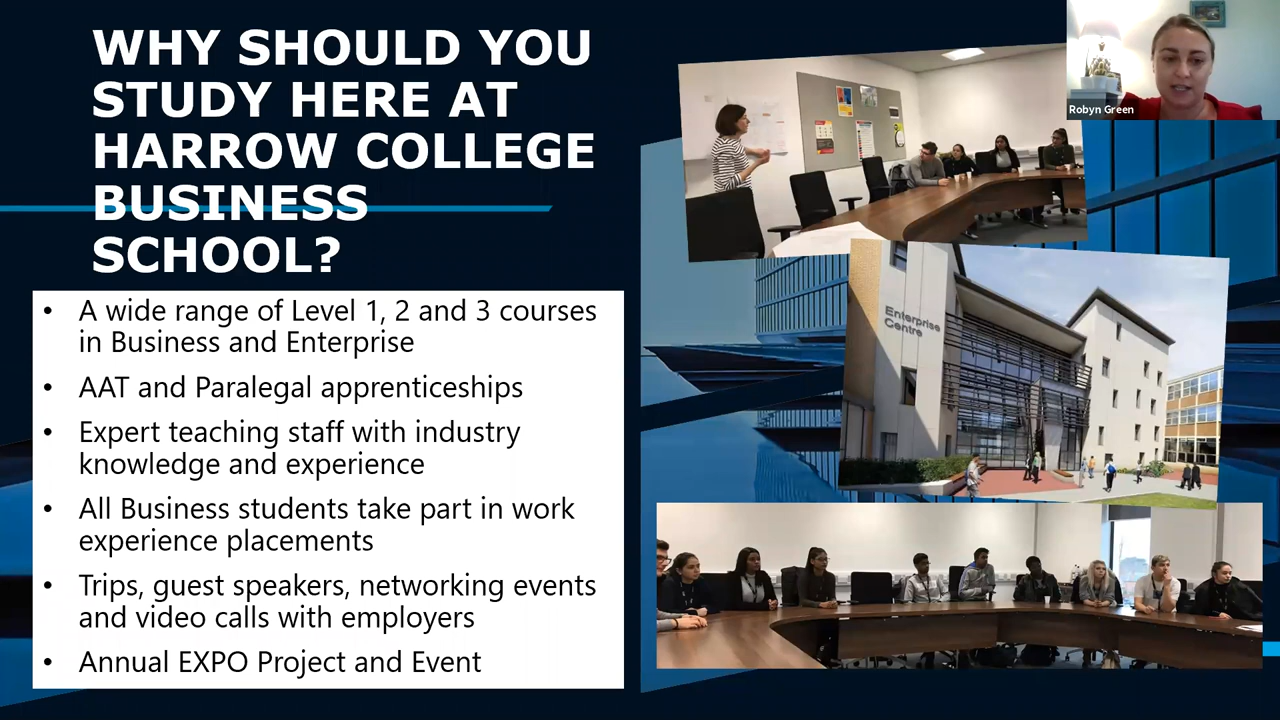 WHY SHOULD YOU
STUDY HERE AT
HARROW COLLEGE
BUSINESS
SCHOOL?
Robyn Green
Enterprise
Centre
• A wide range of Level 1, 2 and 3 courses
in Business and Enterprise
• AAT and Paralegal apprenticeships
• Expert teaching staff with industry
knowledge and experience
• All Business students take part in work
experience placements
• Trips, guest speakers, networking events
and video calls with employers
• Annual EXPO Project and Event